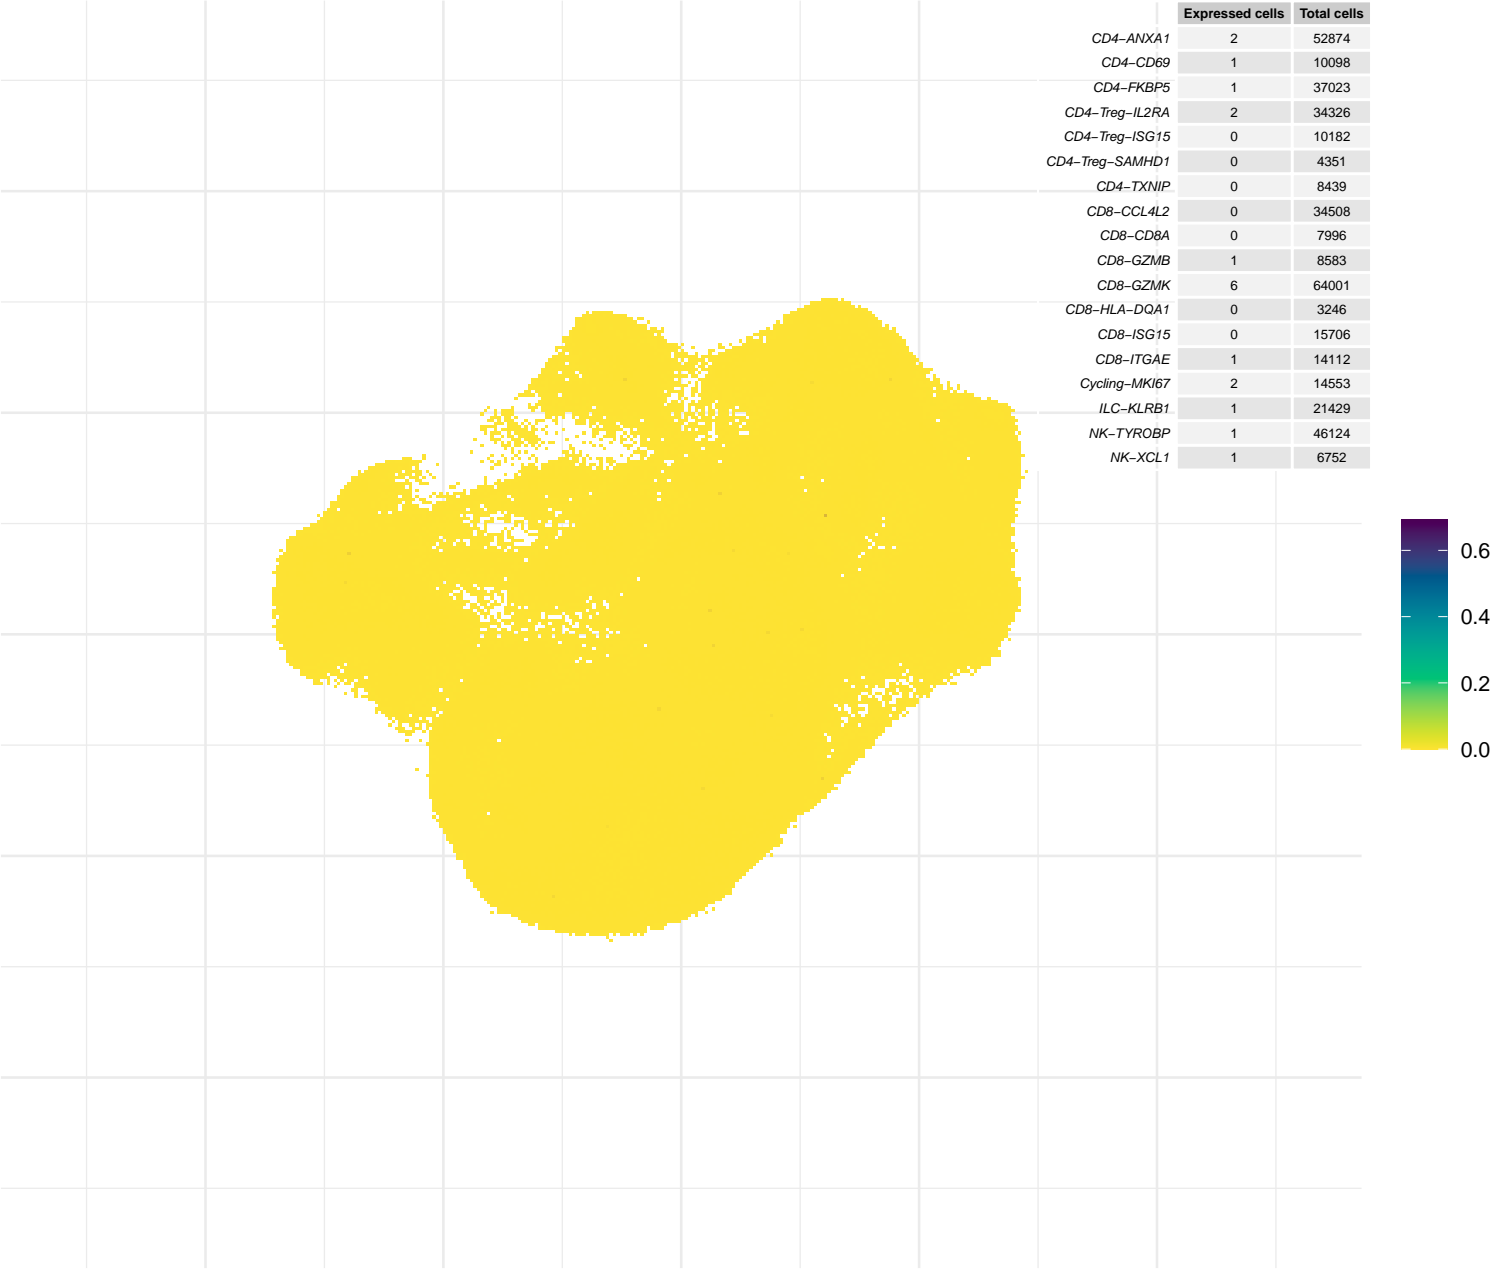 Expressed cells Total cells
CD4−ANXA1 2 52874
CD4−CD69 1 10098
CD4−FKBP5 1 37023
CD4−Treg−IL2RA 2 34326
CD4−Treg−ISG15 0 10182
CD4−Treg−SAMHD1 0 4351
CD4−TXNIP 0 8439
CD8−CCL4L2 0 34508
CD8−CD8A 0 7996
CD8−GZMB 1 8583
CD8−GZMK 6 64001
CD8−HLA−DQA1 0 3246
CD8−ISG15 0 15706
CD8−ITGAE 1 14112
Cycling−MKI67 2 14553
ILC−KLRB1 1 21429
NK−TYROBP 1 46124
NK−XCL1 1 6752
0.6
0.4
0.2
0.0